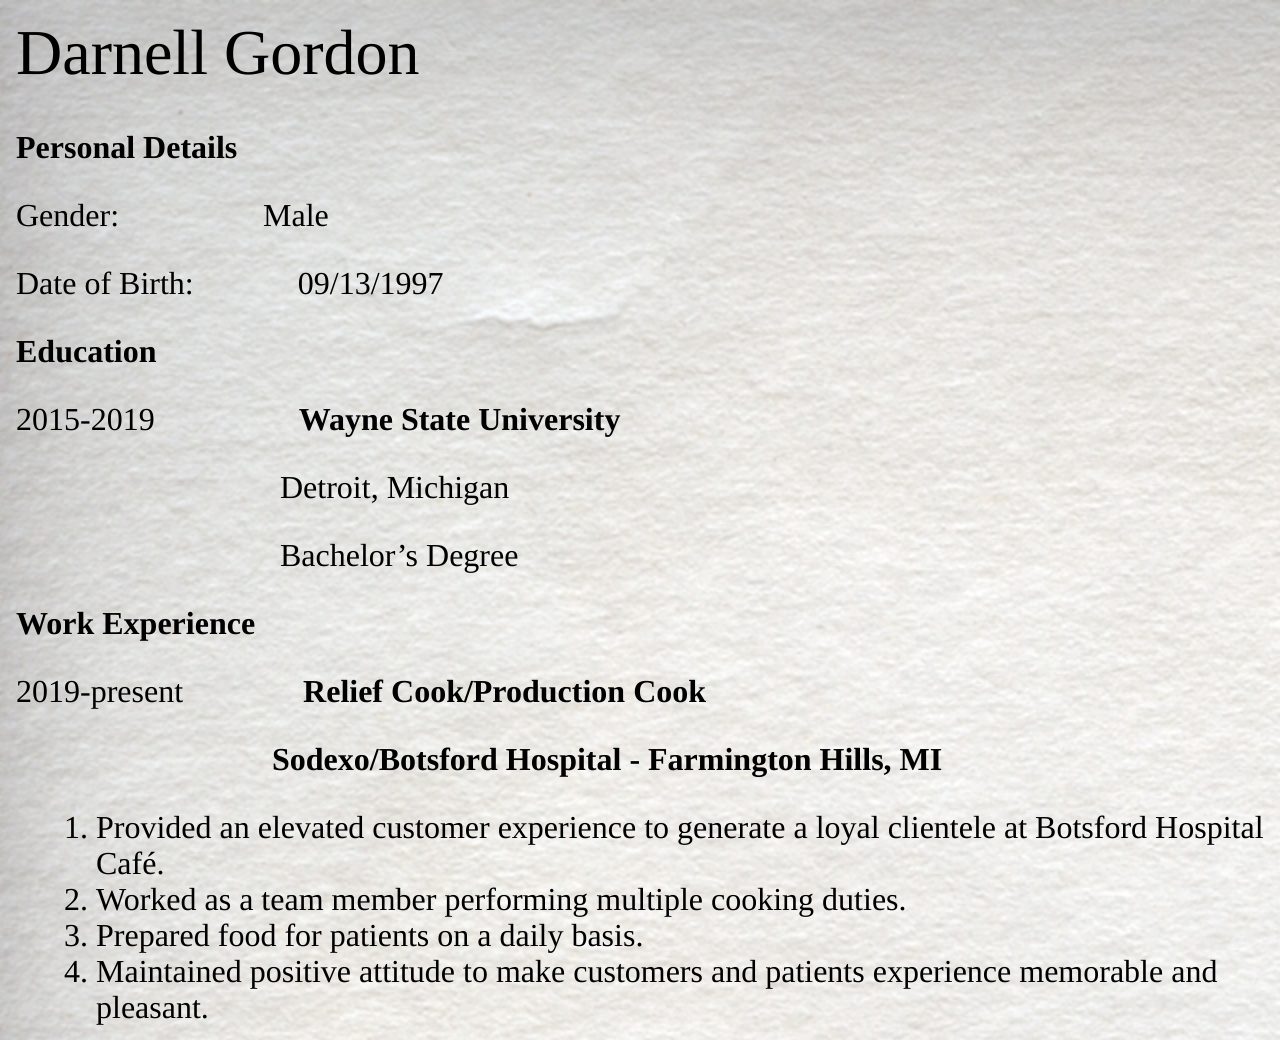 Darnell Gordon
Personal Details
Gender: Male
Date of Birth: 09/13/1997
Education
2015-2019 Wayne State University
Detroit, Michigan
Bachelor’s Degree
Work Experience
2019-present Relief Cook/Production Cook
Sodexo/Botsford Hospital - Farmington Hills, MI
1. Provided an elevated customer experience to generate a loyal clientele at Botsford Hospital
Café.
2. Worked as a team member performing multiple cooking duties.
3. Prepared food for patients on a daily basis.
4. Maintained positive attitude to make customers and patients experience memorable and
pleasant.